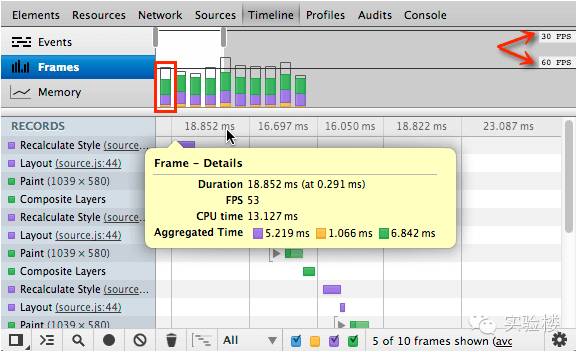 Elements Resources Network Sources Timeline Profiles Audits Console
Events
30 FPS
Frames
60 FPS
Memory
RECORDS
18.852 ms 16.697 ms 16.050 ms 18.822 ms 23.087 ms
Recalculate Style (source...
Layout (source.js:44)
Paint (1039 × 580)
Composite Layers
Recalculate Style (source...
Layout (source.js:44)
Paint (1039 × 580)
Composite Layers
Recalculate Style (source...
Layout (source.js:44)
Paint (1039 × 580)
Frame – Details
Duration 18.852 ms (at 0.291 ms)
FPS 53
CPU time 13.127 ms
Aggregated Time 5.219 ms 1.066 ms 6.842 ms
实验楼
All
5 of 10 frames shown (avg